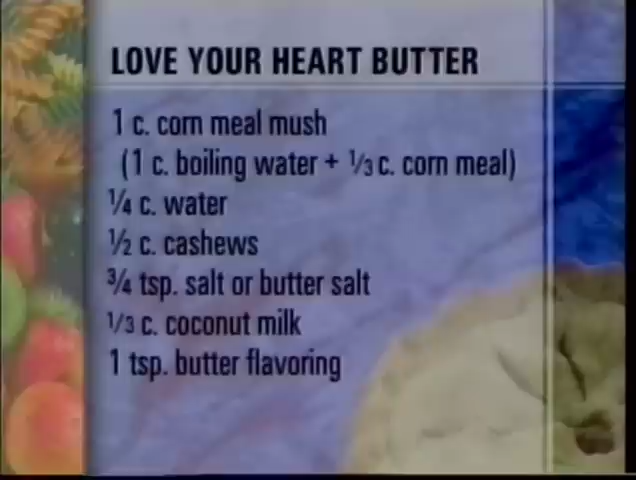 LOVE YOUR HEART BUTTER
1 c. corn meal mush
(1 c. boiling water + 1/3 c. corn meal)
1/4 c. water
1/2 c. cashews
3/4 tsp. salt or butter salt
1/3 c. coconut milk
1 tsp. butter flavoring